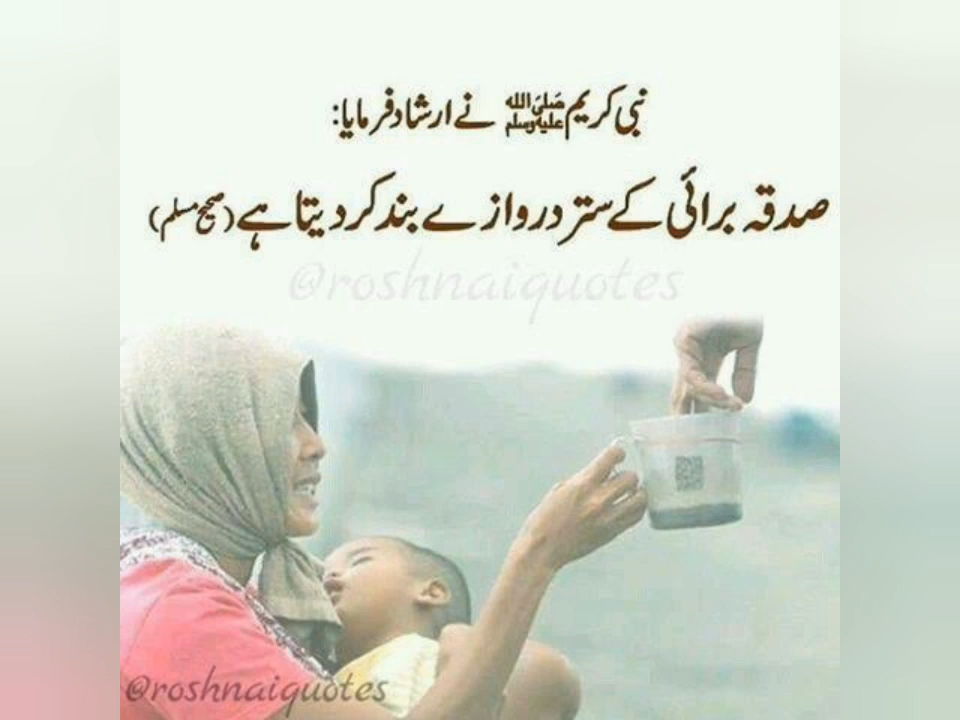 نبی کریم ﷺ نے ارشاد فرمایا:
صدقہ برائی کے ستر دروازے بند کر دیتا ہے (صحیح مسلم)
@roshnaiquotes
@roshnaiquotes